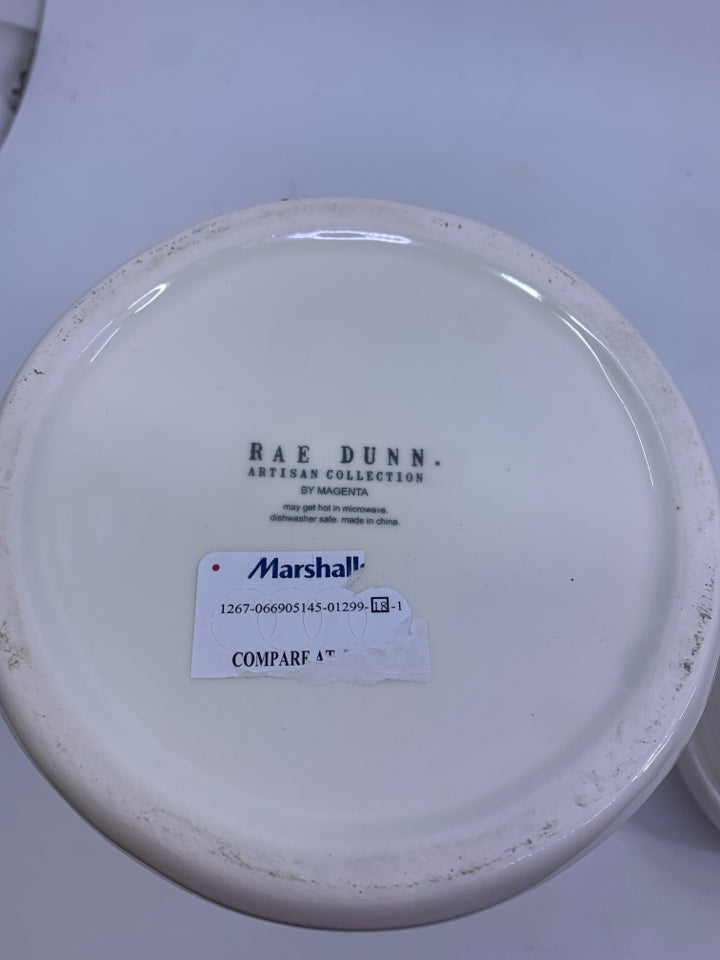 RAE DUNN.
ARTISAN COLLECTION
BY MAGENTA
may get hot in microwave.
dishwasher safe. made in china.
Marshall
1267-066905145-01299-18-1
COMPARE AT